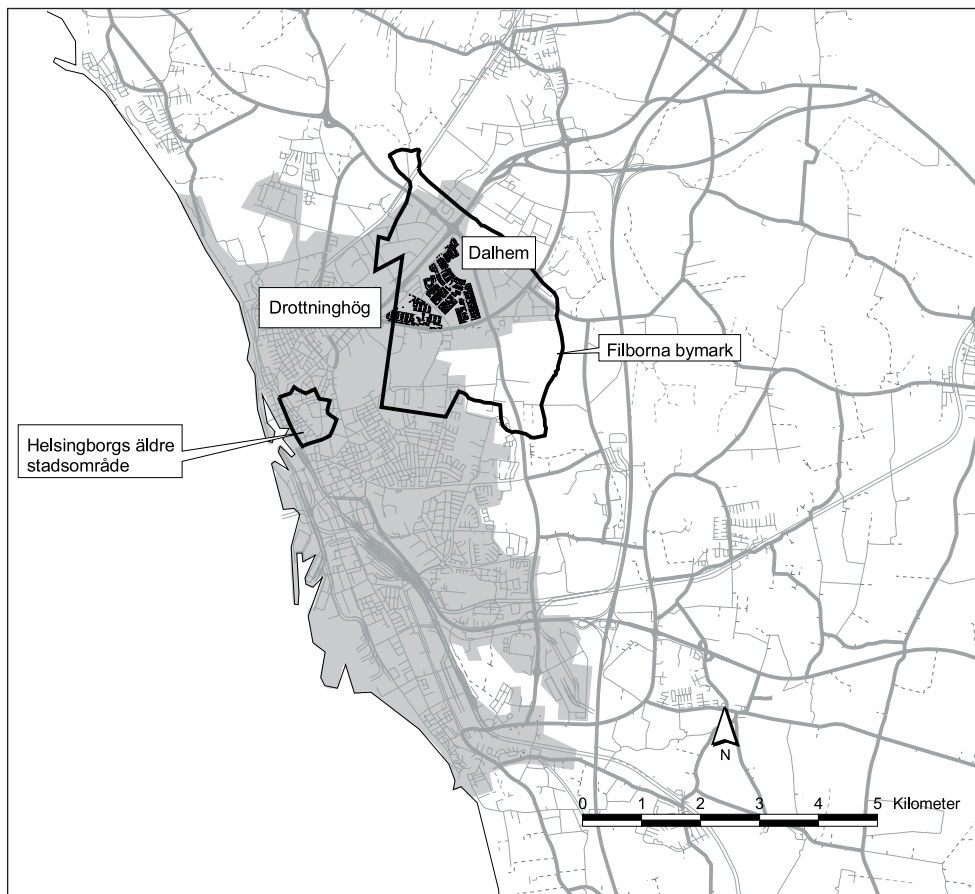 Dalhem
Drottninghög
Filborna bymark
Helsingborgs äldre
stadsområde
N
0 1 2 3 4 5 Kilometer